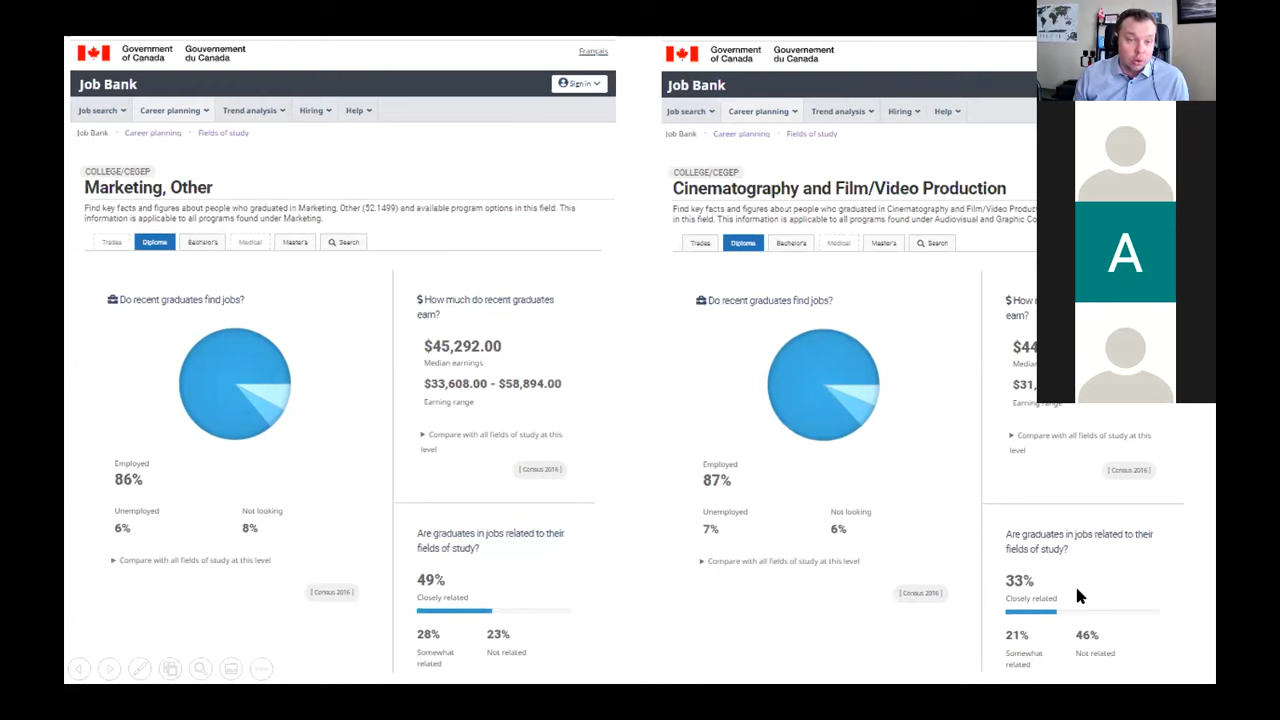 Government of Canada
Gouvernement du Canada
Français
Job Bank
Sign in
Job search
Career planning
Trend analysis
Hiring
Help
Job Bank
Career planning
Fields of study
COLLEGE/CEGEP
Marketing, Other
Find key facts and figures about people who graduated in Marketing, Other (52.1499) and available program options in this field. This
information is applicable to all programs found under Marketing.
Trades
Diploma
Bachelor's
Medical
Master's
Search
Do recent graduates find jobs?
Employed
86%
Unemployed
6%
Not looking
8%
Compare with all fields of study at this level
[ Census 2016 ]
$ How much do recent graduates
earn?
$45,292.00
Median earnings
$33,608.00 - $58,894.00
Earning range
Compare with all fields of study at this
level
[ Census 2016 ]
Are graduates in jobs related to their
fields of study?
49%
Closely related
28%
Somewhat
related
23%
Not related
Government of Canada
Gouvernement du Canada
Job Bank
Job search
Career planning
Trend analysis
Hiring
Help
Job Bank
Career planning
Fields of study
COLLEGE/CEGEP
Cinematography and Film/Video Production
Find key facts and figures about people who graduated in Cinematography and Film/Video Produc
in this field. This information is applicable to all programs found under Audiovisual and Graphic Co
Trades
Diploma
Bachelor's
Medical
Master's
Search
Do recent graduates find jobs?
Employed
87%
Unemployed
7%
Not looking
6%
Compare with all fields of study at this level
[ Census 2016 ]
$ How
earn?
$44
Median
$31,
Earning range
Compare with all fields of study at this
level
[ Census 2016 ]
Are graduates in jobs related to their
fields of study?
33%
Closely related
21%
Somewhat
related
46%
Not related
A